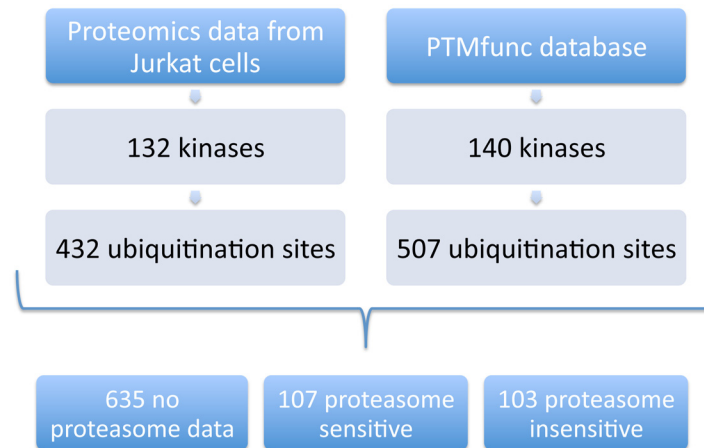 Proteomics data from
Jurkat cells
PTMfunc database
132 kinases
140 kinases
432 ubiquitination sites
507 ubiquitination sites
635 no
proteasome data
107 proteasome
sensitive
103 proteasome
insensitive